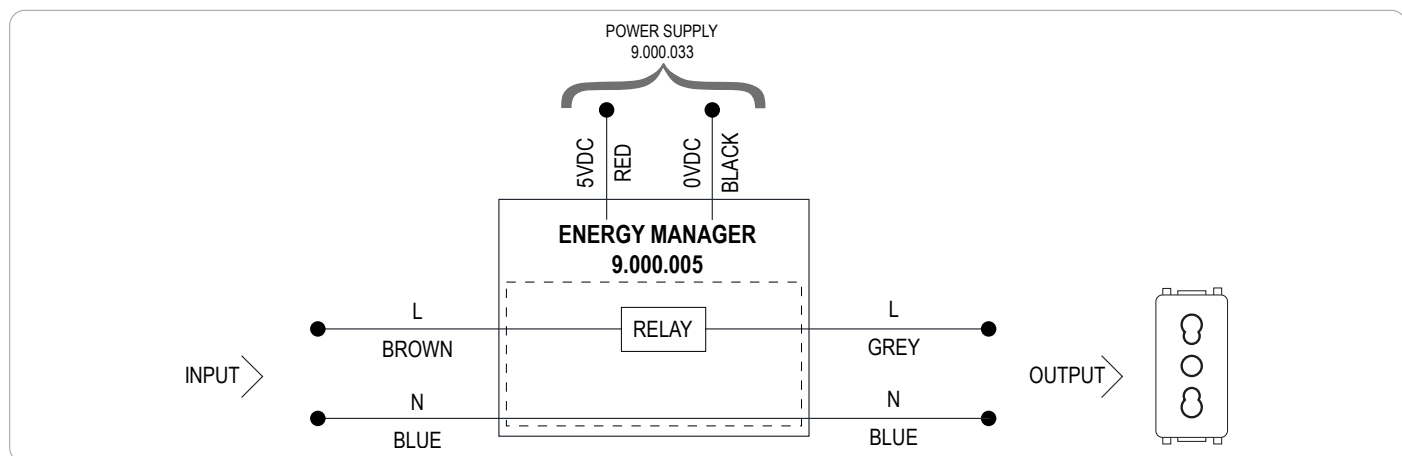 POWER SUPPLY
9.000.033
5VDC
RED
0VDC
BLACK
ENERGY MANAGER
9.000.005
L
RELAY
L
BROWN
GREY
INPUT
OUTPUT
N
N
BLUE
BLUE